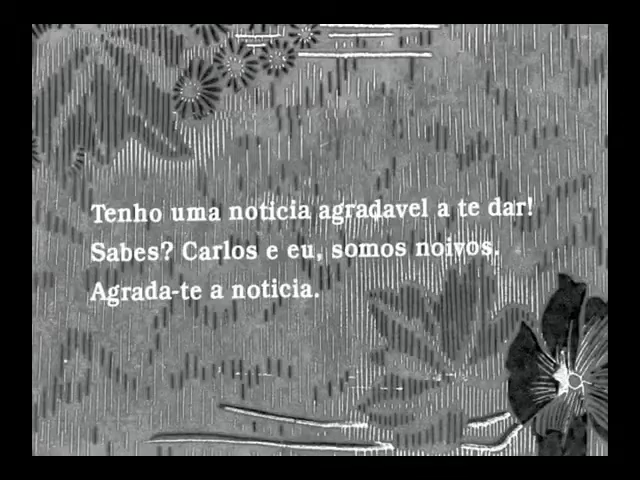 Tenho uma noticia agradavel a te dar!
Sabes? Carlos e eu, somos noivos.
Agrada-te a noticia.